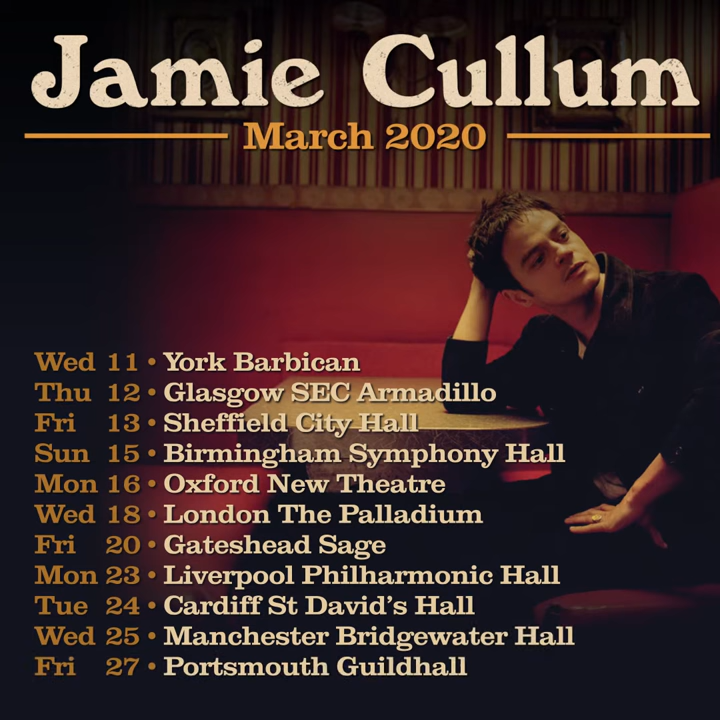 Jamie Cullum
March 2020
Wed 11 • York Barbican
Thu 12 • Glasgow SEC Armadillo
Fri 13 • Sheffield City Hall
Sun 15 • Birmingham Symphony Hall
Mon 16 • Oxford New Theatre
Wed 18 • London The Palladium
Fri 20 • Gateshead Sage
Mon 23 • Liverpool Philharmonic Hall
Tue 24 • Cardiff St David's Hall
Wed 25 • Manchester Bridgewater Hall
Fri 27 • Portsmouth Guildhall